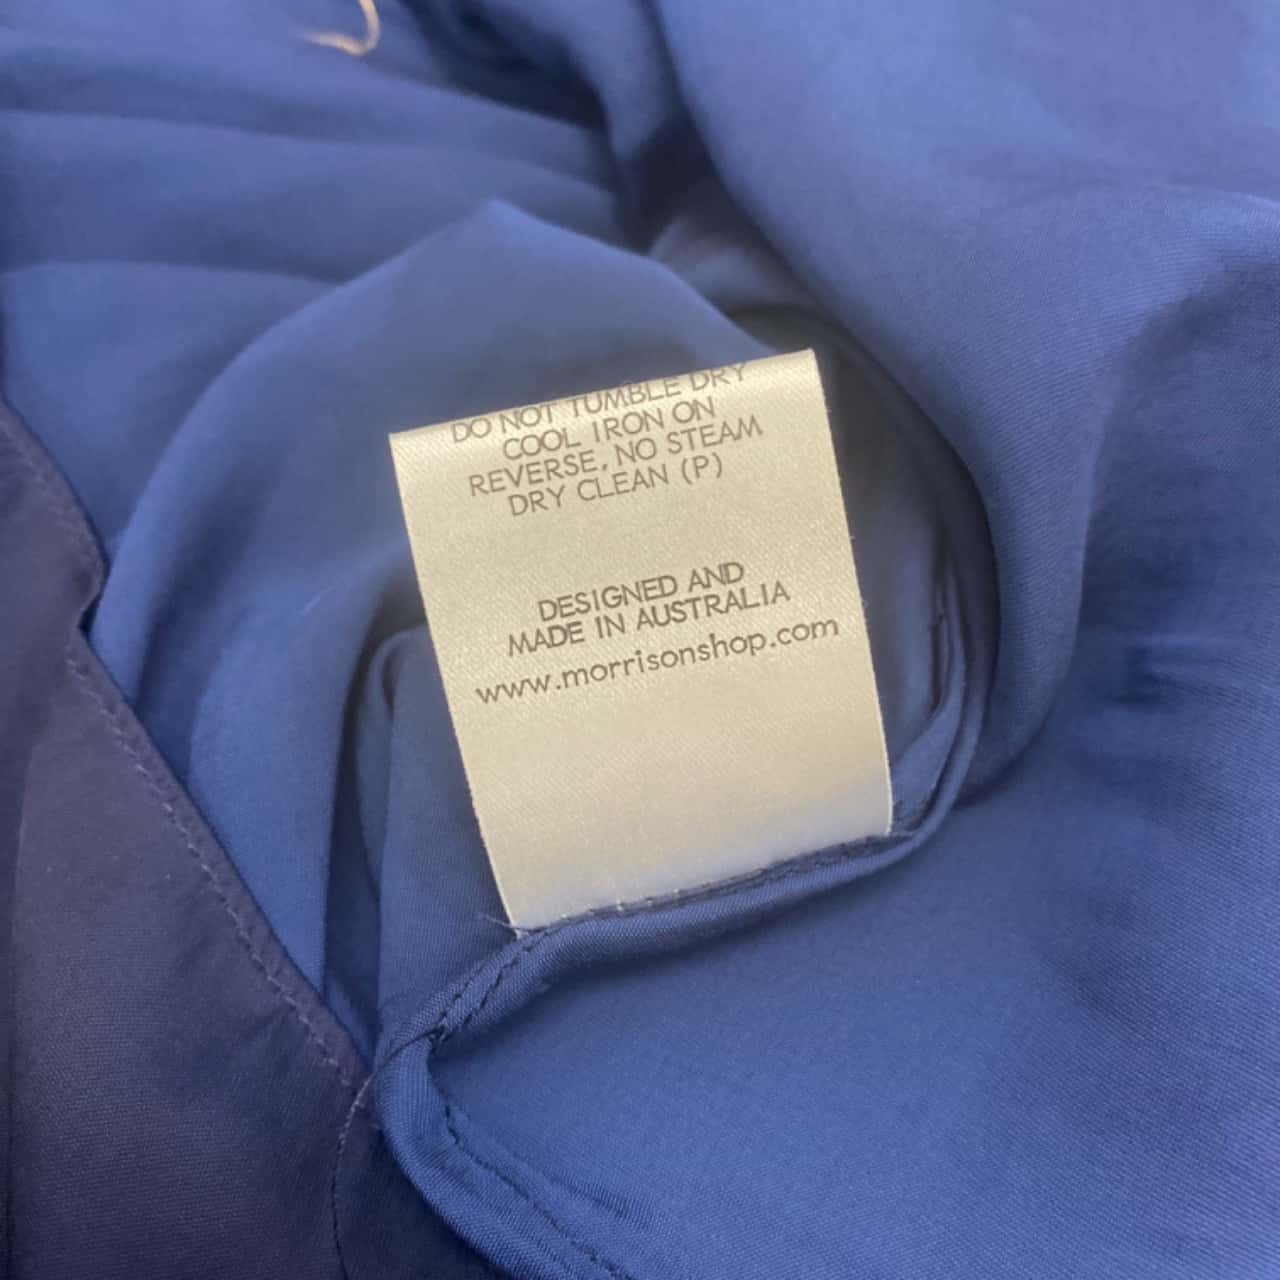 DO NOT TUMBLE DRY
COOL IRON ON
REVERSE, NO STEAM
DRY CLEAN (P)
DESIGNED AND
MADE IN AUSTRALIA
www.morrisonshop.com